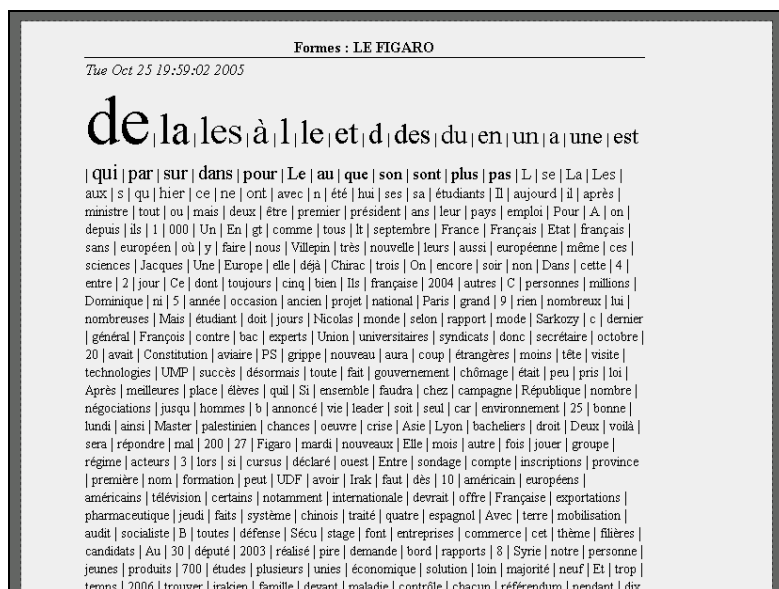 Formes : LE FIGARO
Tue Oct 25 19:59:02 2005
de | la | les | à | l | le | et | d | des | du | en | un | a | une | est
| qui | par | sur | dans | pour | Le | au | que | son | sont | plus | pas | L | se | La | Les |
aux | s | qu | hier | ce | ne | ont | avec | n | été | hui | ses | sa | étudiants | Il | aujourd | il | après |
ministre | tout | ou | mais | deux | être | premier | président | ans | leur | pays | emploi | Pour | A | on |
depuis | ils | 1 | 000 | Un | En | gt | comme | tous | lt | septembre | France | Français | Etat | français |
sans | européen | où | y | faire | nous | Villepin | très | nouvelle | leurs | aussi | européenne | même | ces |
sciences | Jacques | Une | Europe | elle | déjà | Chirac | trois | On | encore | soir | non | Dans | cette | 4 |
entre | 2 | jour | Ce | dont | toujours | cinq | bien | Ils | française | 2004 | autres | C | personnes | millions |
Dominique | ni | 5 | année | occasion | ancien | projet | national | Paris | grand | 9 | rien | nombreux | lui |
nombreuses | Mais | étudiant | doit | jours | Nicolas | monde | selon | rapport | mode | Sarkozy | c | dernier
| général | François | contre | bac | experts | Union | universitaires | syndicats | donc | secrétaire | octobre |
20 | avait | Constitution | aviaire | PS | grippe | nouveau | aura | coup | étrangères | moins | tête | visite |
technologies | UMP | succès | désormais | toute | fait | gouvernement | chômage | était | peu | pris | loi |
Après | meilleures | place | élèves | quil | Si | ensemble | faudra | chez | campagne | République | nombre |
négociations | jusqu | hommes | b | annoncé | vie | leader | soit | seul | car | environnement | 25 | bonne |
lundi | ainsi | Master | palestinien | chances | oeuvre | crise | Asie | Lyon | bacheliers | droit | Deux | voilà |
sera | répondre | mal | 200 | 27 | Figaro | mardi | nouveaux | Elle | mois | autre | fois | jouer | groupe |
régime | acteurs | 3 | lors | si | cursus | déclaré | ouest | Entre | sondage | compte | inscriptions | province
| première | nom | formation | peut | UDF | avoir | Irak | faut | dès | 10 | américain | européens |
américains | télévision | certains | notamment | internationale | devrait | offre | Française | exportations |
pharmaceutique | jeudi | faits | système | chinois | traité | quatre | espagnol | Avec | terre | mobilisation |
audit | socialiste | B | toutes | défense | Sécu | stage | font | entreprises | commerce | cet | thème | filières |
candidats | Au | 30 | député | 2003 | réalisé | pire | demande | bord | rapports | 8 | Syrie | notre | personne |
jeunes | produits | 700 | études | plusieurs | unies | économique | solution | loin | majorité | neuf | Et | trop |
temps | 2006 | trouver | irakien | famille | devant | maladie | contrôle | chacun | référendum | pendant | dix